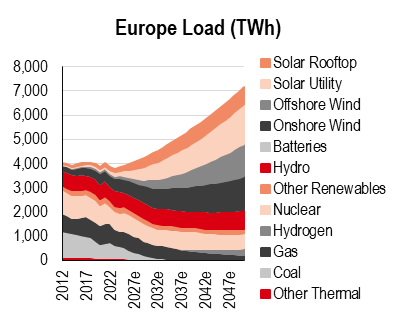 Europe Load (TWh)
8,000
7,000
6,000
5,000
4,000
3,000
2,000
1,000
0
2012
2017
2022
2027e
2032e
2037e
2042e
2047e
Solar Rooftop
Solar Utility
Offshore Wind
Onshore Wind
Batteries
Hydro
Other Renewables
Nuclear
Hydrogen
Gas
Coal
Other Thermal